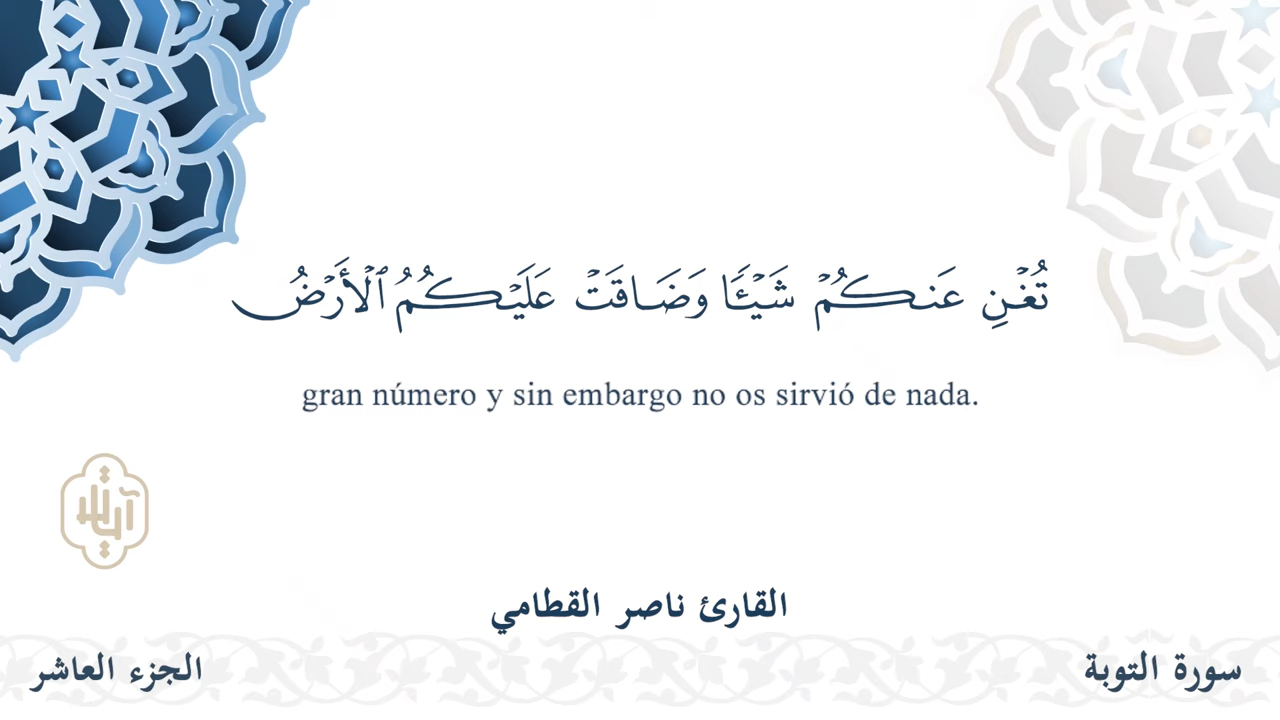 تُغۡنِ عَنكُمۡ شَيۡـٔٗا وَضَاقَتۡ عَلَيۡكُمُ ٱلۡأَرۡضُ
gran número y sin embargo no os sirvió de nada.
القارئ ناصر القطامي
سورة التوبة
الجزء العاشر